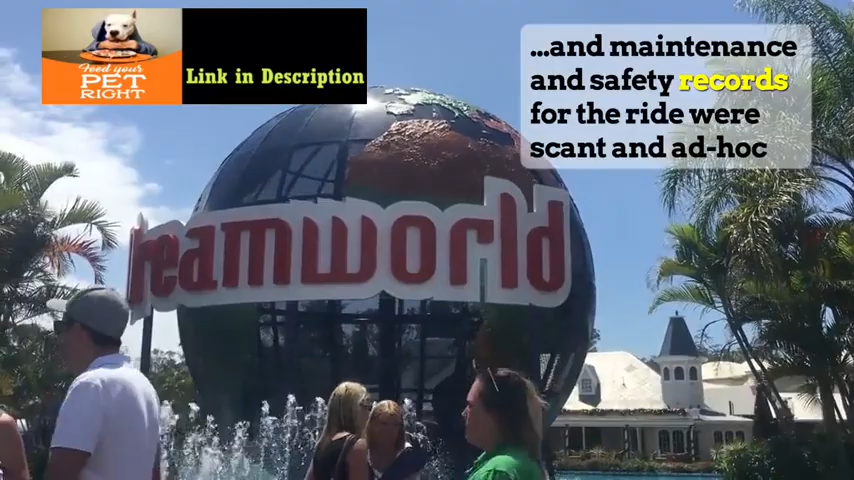 Feed your
PET
RIGHT
Link in Description
...and maintenance
and safety records
for the ride were
scant and ad-hoc
dreamworld